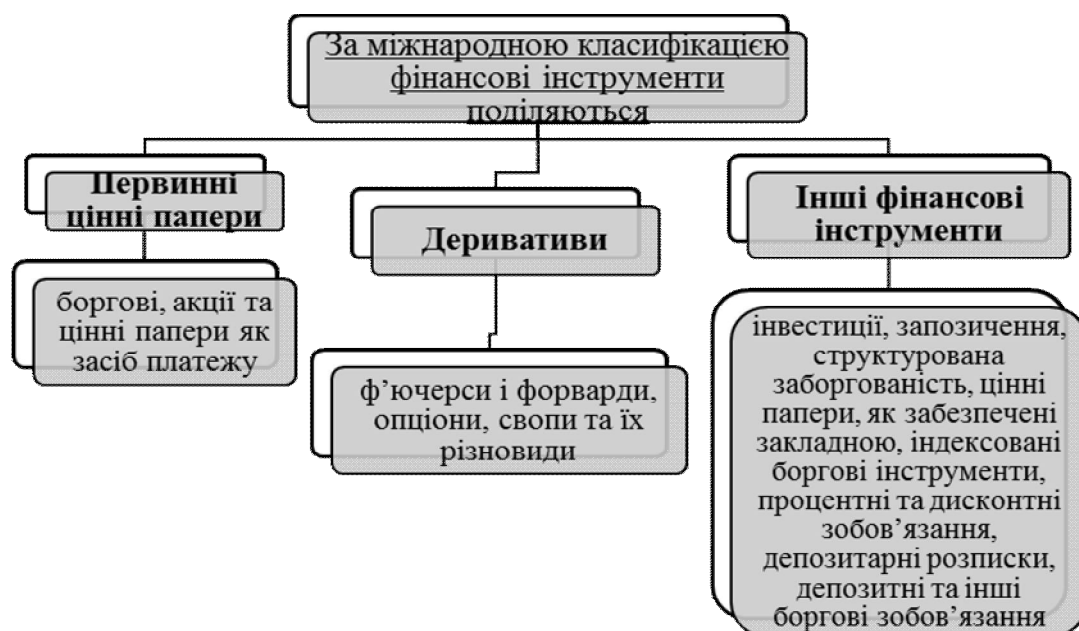 За міжнародною класифікацією
фінансові інструменти
поділяються
Первинні
цінні папери
боргові, акції та
цінні папери як
засіб платежу
Деривативи
ф’ючерси і форварди,
опціони, свопи та їх
різновиди
Інші фінансові
інструменти
інвестиції, запозичення,
структурована
заборгованість, цінні
папери, як забезпечені
закладною, індексовані
боргові інструменти,
процентні та дисконтні
зобов’язання,
депозитарні розписки,
депозитні та інші
боргові зобов’язання